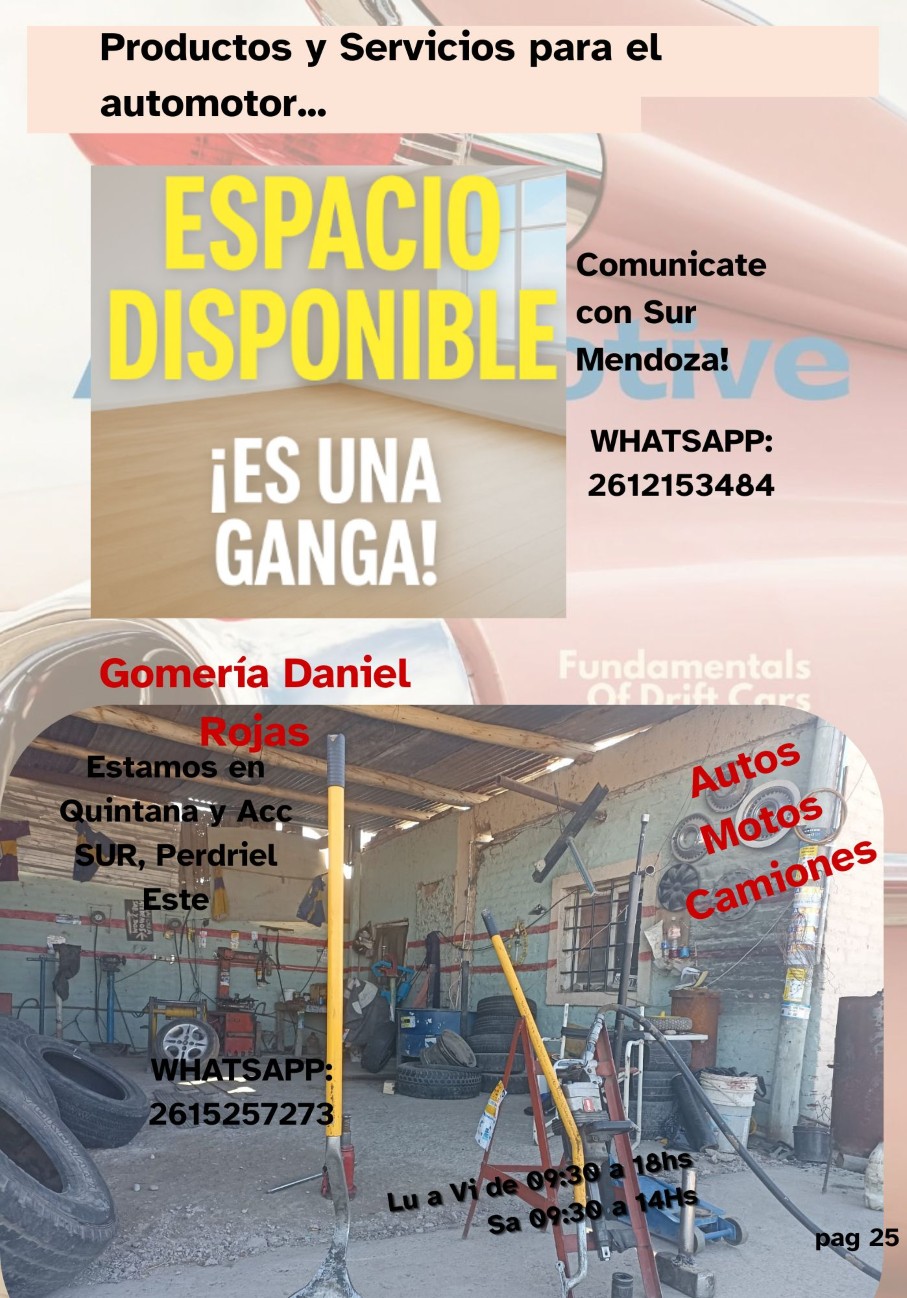 Productos y Servicios para el
automotor...
ESPACIO
DISPONIBLE
¡ES UNA
GANGA!
Comunicate
con Sur
Mendoza!
WHATSAPP:
2612153484
otive
Fundamentals
Of Drift Cars
Gomería Daniel
Rojas
Estamos en
Quintana y Acc
SUR, Perdriel
Este
Autos
Motos
Camiones
WHATSAPP:
2615257273
Lu a Vi de 09:30 a 18hs
Sa 09:30 a 14Hs
pag 25